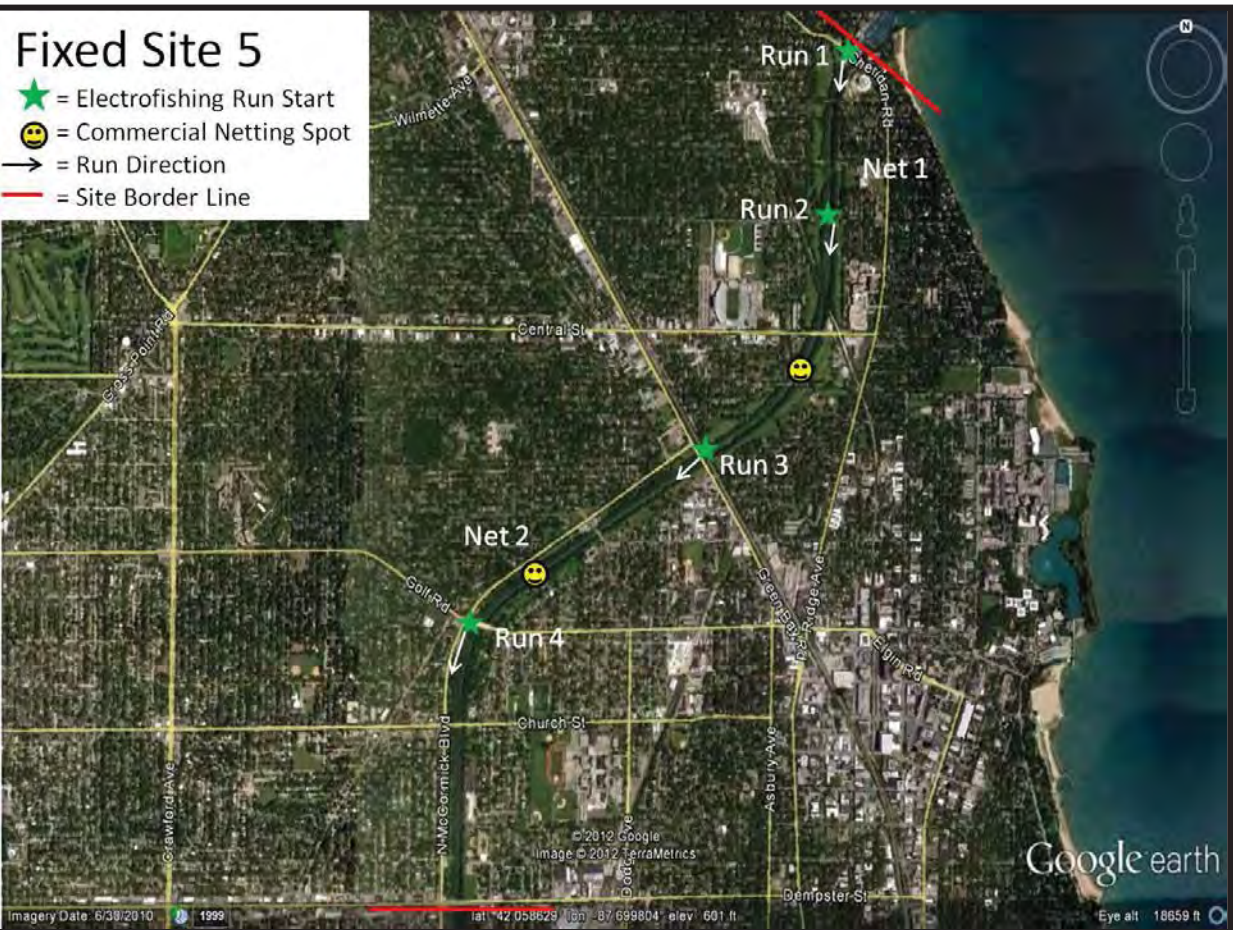 Fixed Site 5
= Electrofishing Run Start
= Commercial Netting Spot
= Run Direction
= Site Border Line
N
Run 1
Sheridan Rd
Wilmette Ave
Net 1
Run 2
Central St
Gross Point Rd
Run 3
Net 2
Golf Rd
Run 4
Green Bay Rd
Ridge Ave
Elgin Rd
Church St
N McCormick Blvd
Crawford Ave
Asbury Ave
Dodge Ave
© 2012 Google
Image © 2012 TerraMetrics
Google earth
Dempster St
Imagery Date: 6/30/2010
1999
lat 42.058629° lon -87.699804° elev 601 ft
Eye alt 18659 ft